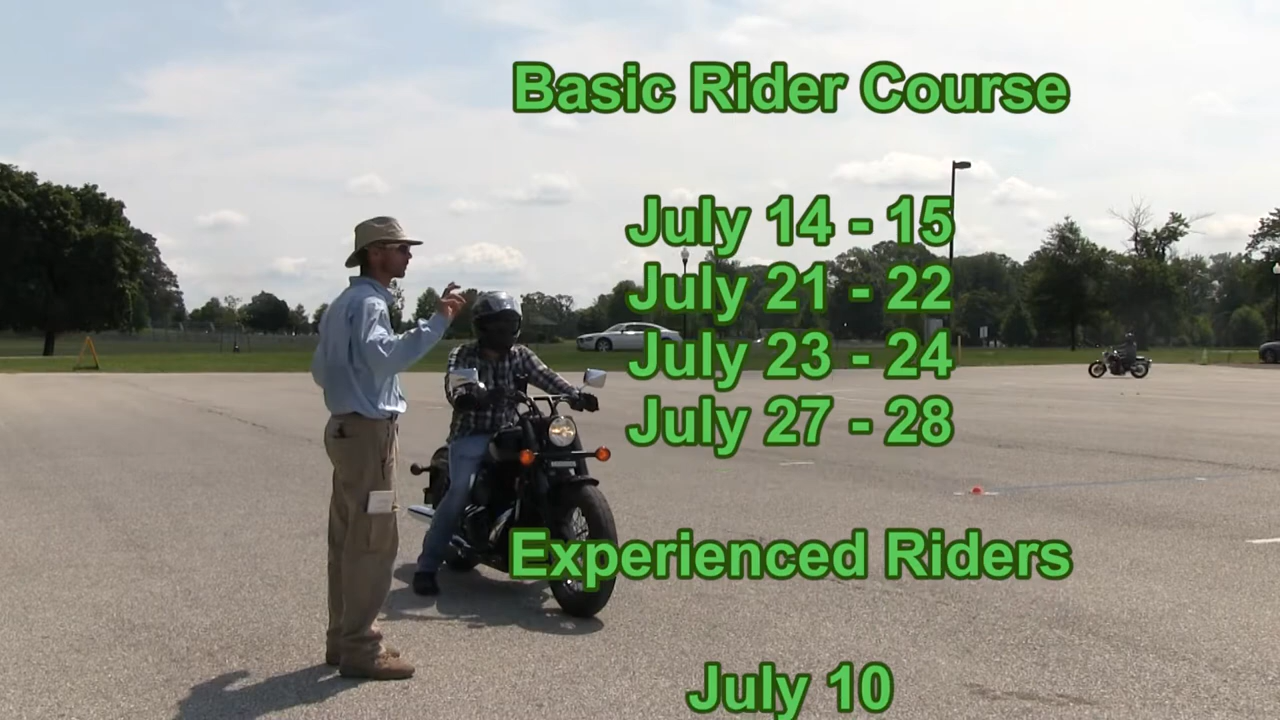 Basic Rider Course
July 14 - 15
July 21 - 22
July 23 - 24
July 27 - 28
Experienced Riders
July 10